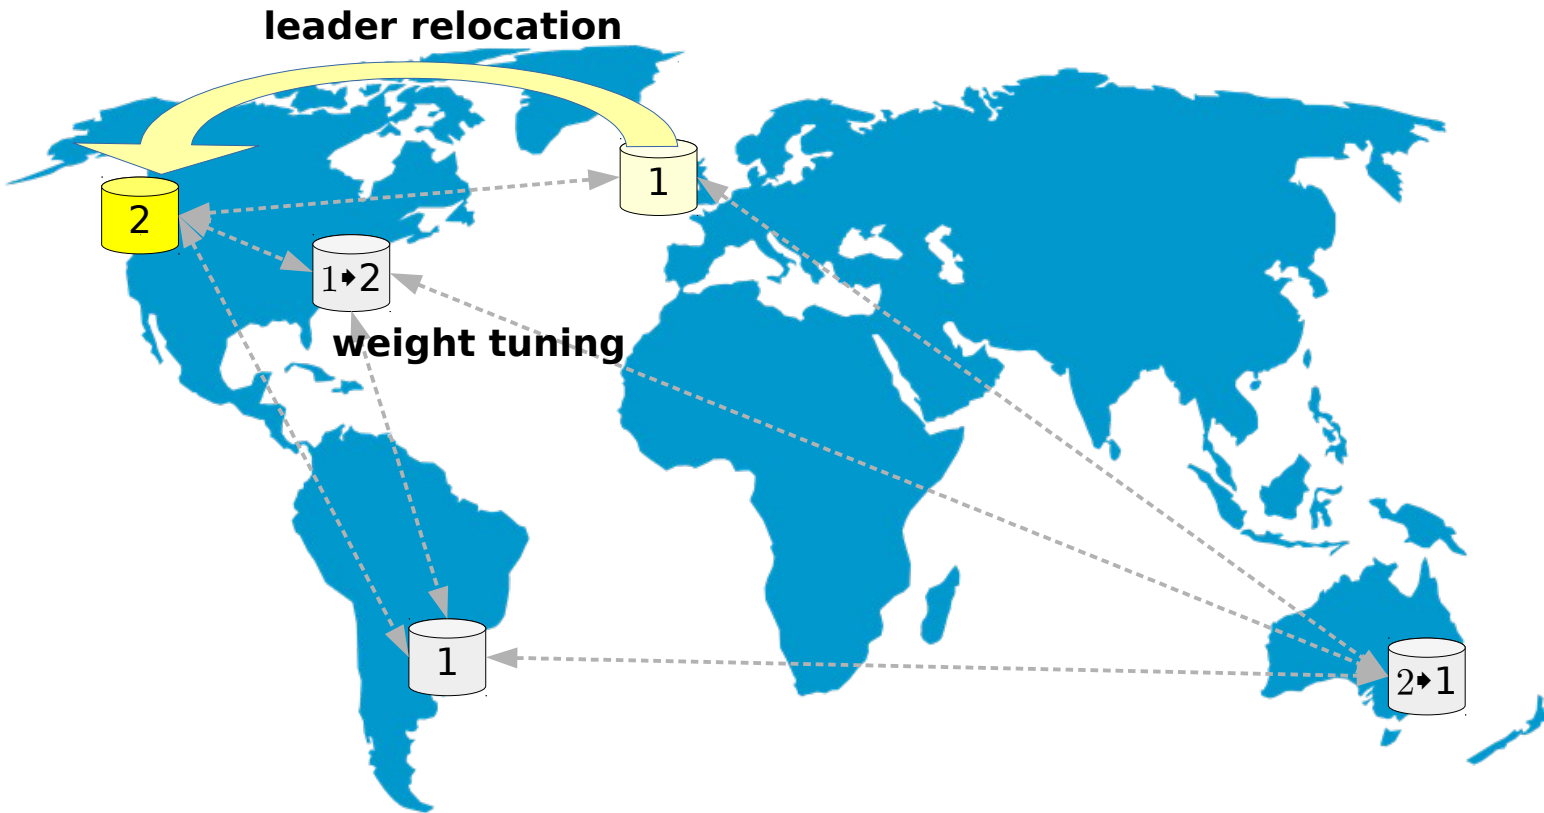 leader relocation
1
2
1➧2
weight tuning
1
2➧1